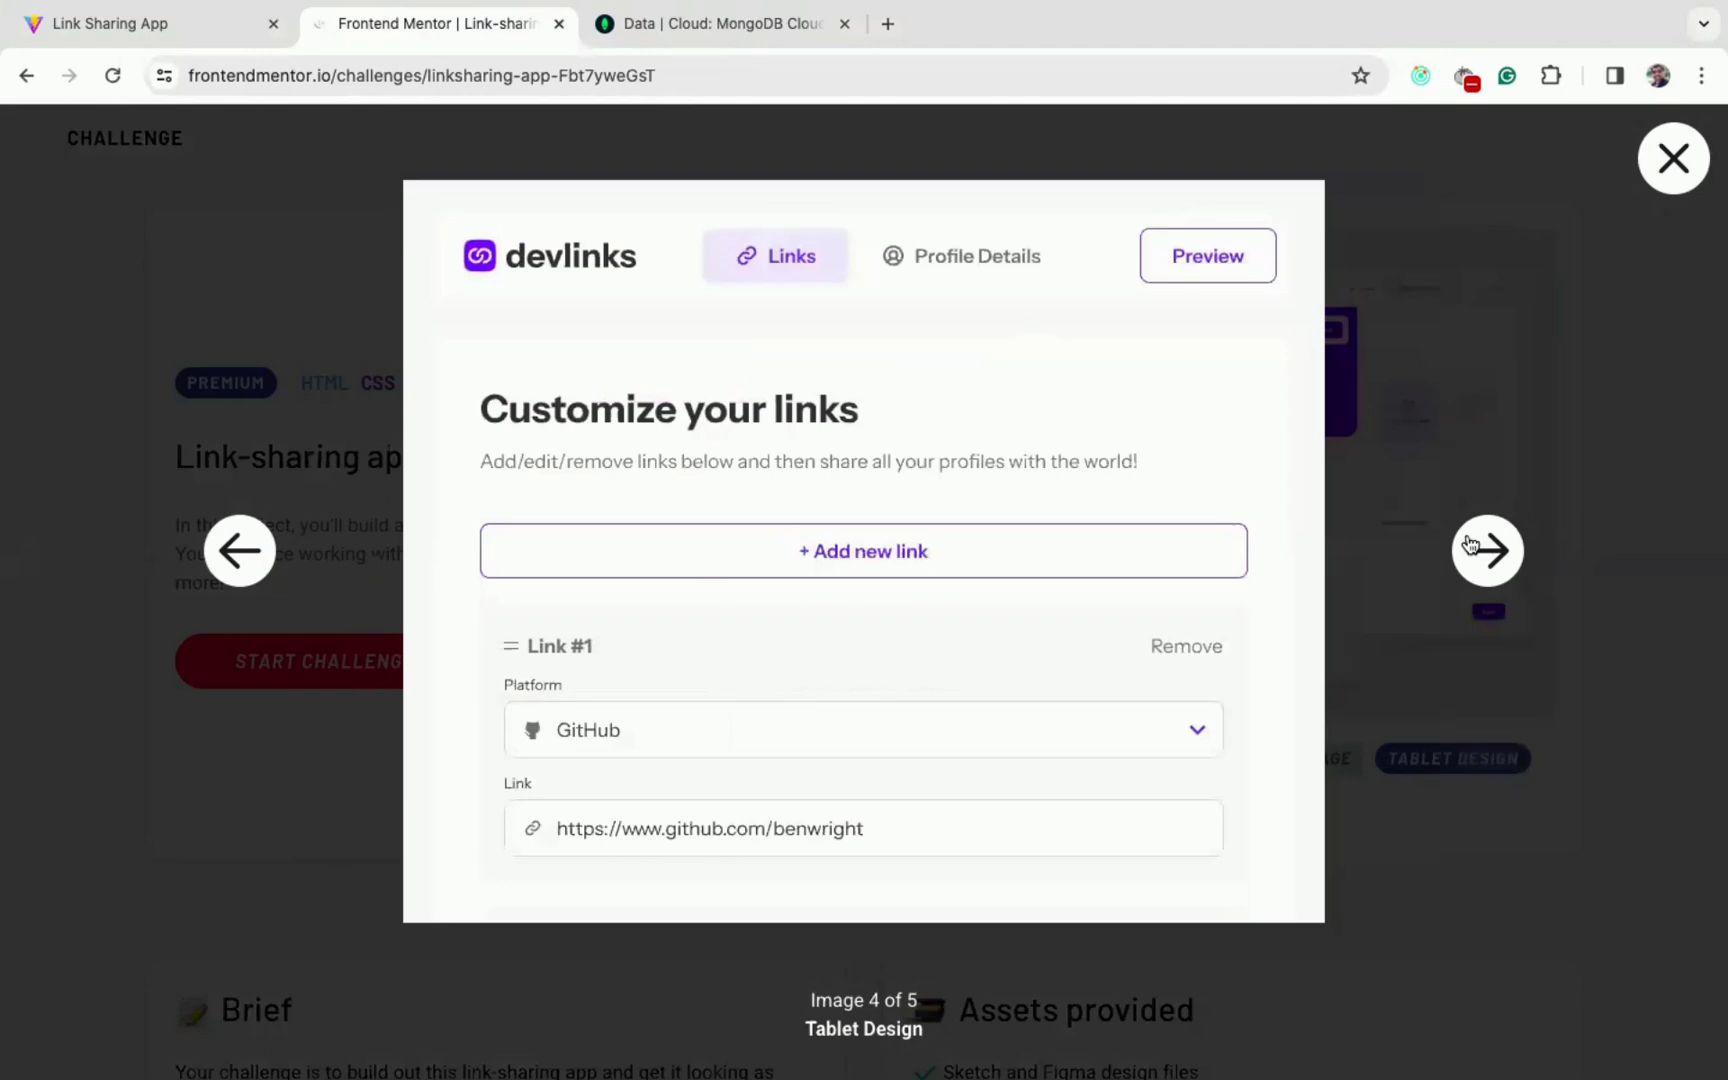 Link Sharing App
Frontend Mentor | Link-sharin
Data | Cloud: MongoDB Clou
frontendmentor.io/challenges/linksharing-app-Fbt7yweGsT
CHALLENGE
devlinks
Links
Profile Details
Preview
PREMIUM
HTML CSS
Customize your links
Link-sharing ap
Add/edit/remove links below and then share all your profiles with the world!
+ Add new link
START CHALLENG
Link #1
Remove
Platform
GitHub
TABLET DESIGN
Link
https://www.github.com/benwright
Image 4 of 5
Tablet Design
Brief
Assets provided
Your challenge is to build out this link-sharing app and get it looking as
Sketch and Figma design files